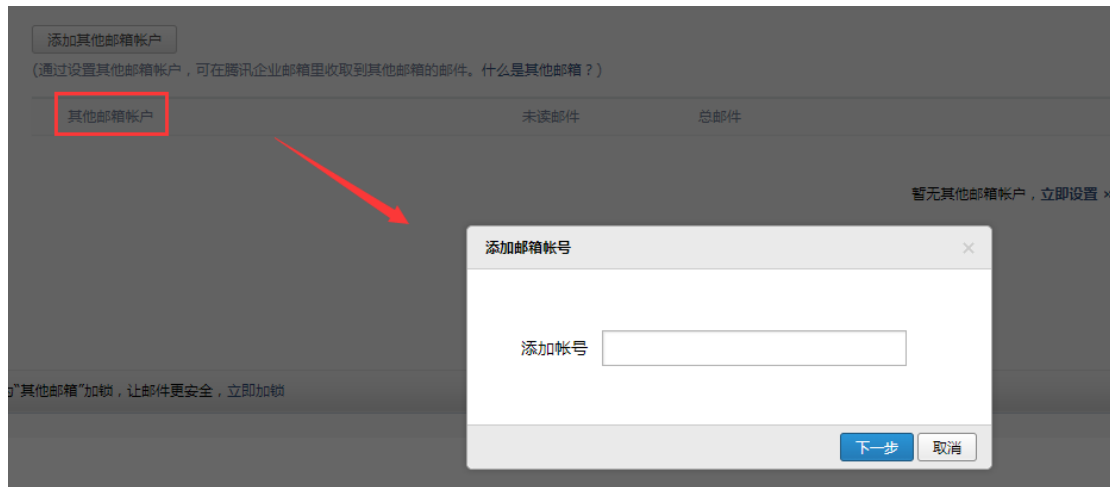 添加其他邮箱帐户
(通过设置其他邮箱帐户，可在腾讯企业邮箱里收取到其他邮箱的邮件。什么是其他邮箱？)
其他邮箱帐户 未读邮件 总邮件
暂无其他邮箱帐户，立即设置 »
添加邮箱帐号 ×
添加帐号
"其他邮箱"加锁，让邮件更安全，立即加锁
下一步 取消